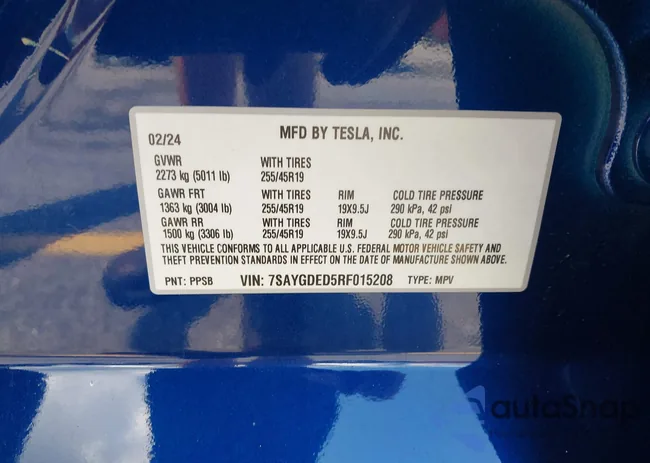 02/24 MFD BY TESLA, INC.
GVWR WITH TIRES
2273 kg (5011 lb) 255/45R19
GAWR FRT WITH TIRES RIM COLD TIRE PRESSURE
1363 kg (3004 lb) 255/45R19 19X9.5J 290 kPa, 42 psi
GAWR RR WITH TIRES RIM COLD TIRE PRESSURE
1500 kg (3306 lb) 255/45R19 19X9.5J 290 kPa, 42 psi
THIS VEHICLE CONFORMS TO ALL APPLICABLE U.S. FEDERAL MOTOR VEHICLE SAFETY AND
THEFT PREVENTION STANDARDS IN EFFECT ON THE DATE OF MANUFACTURE SHOWN ABOVE.
PNT: PPSB VIN: 7SAYGDED5RF015208 TYPE: MPV
autoSnap